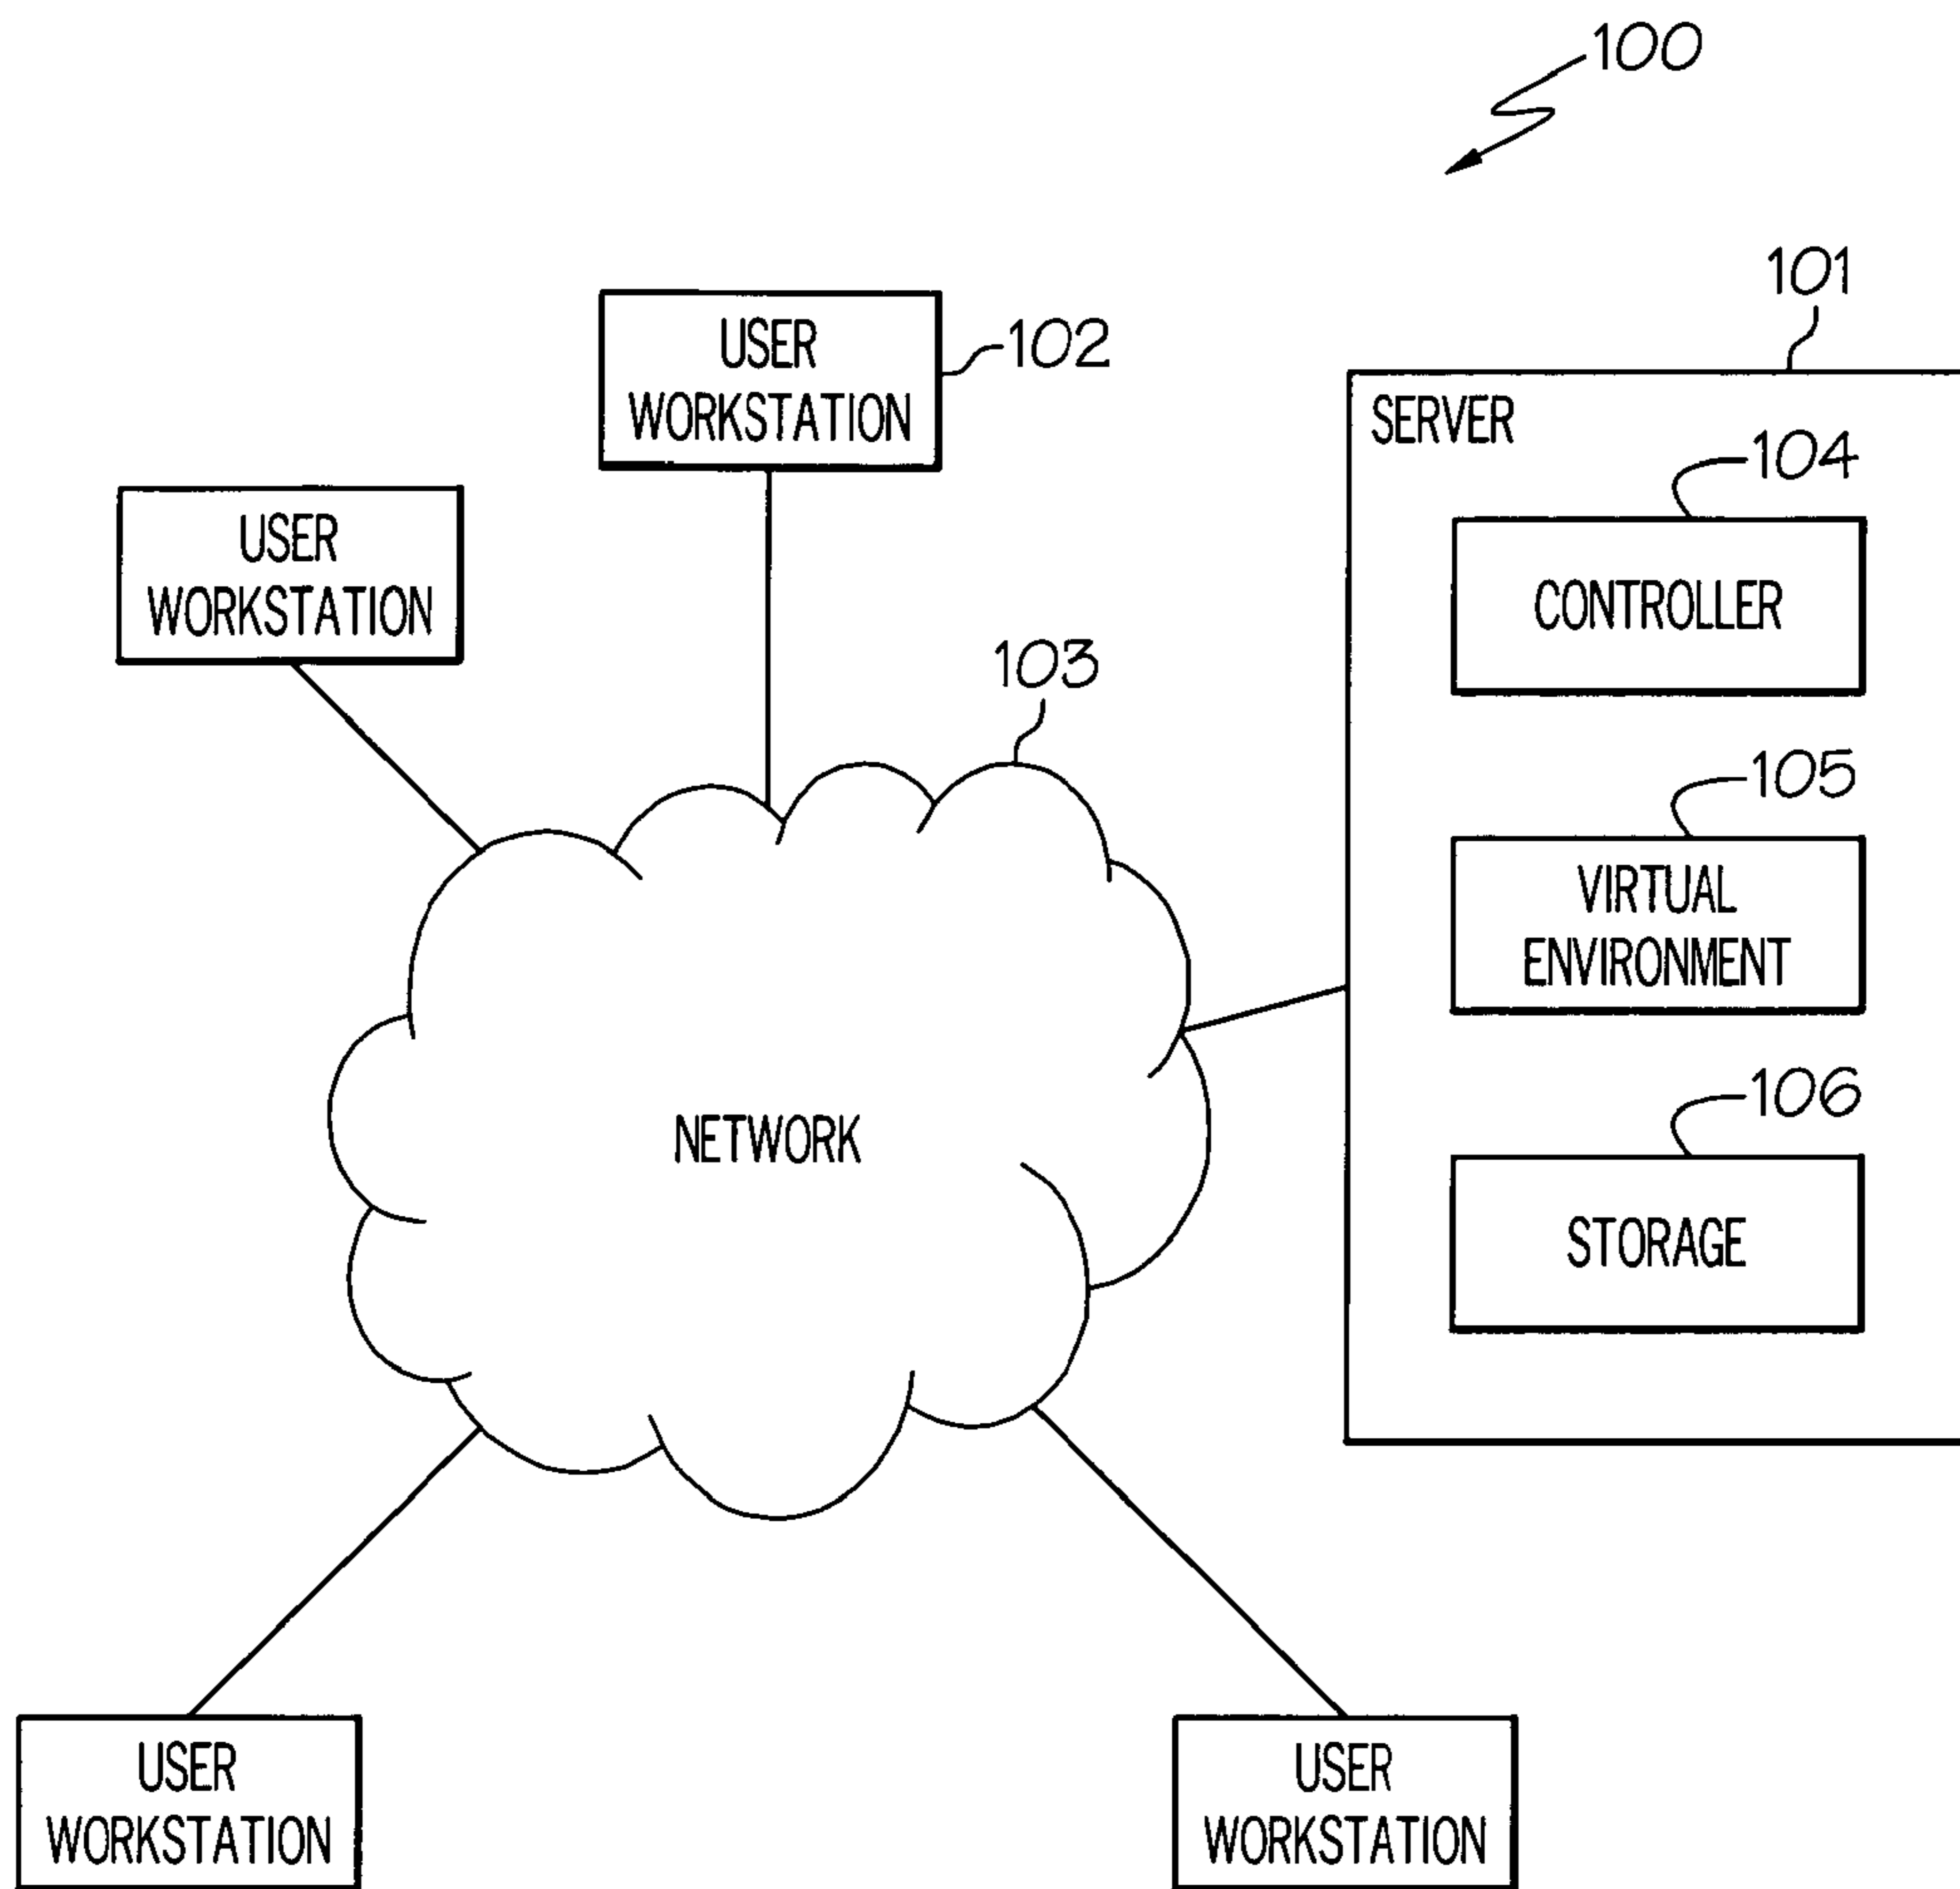 100
101
USER
WORKSTATION
102
SERVER
104
USER
WORKSTATION
CONTROLLER
103
105
VIRTUAL
ENVIRONMENT
106
NETWORK
STORAGE
USER
WORKSTATION
USER
WORKSTATION